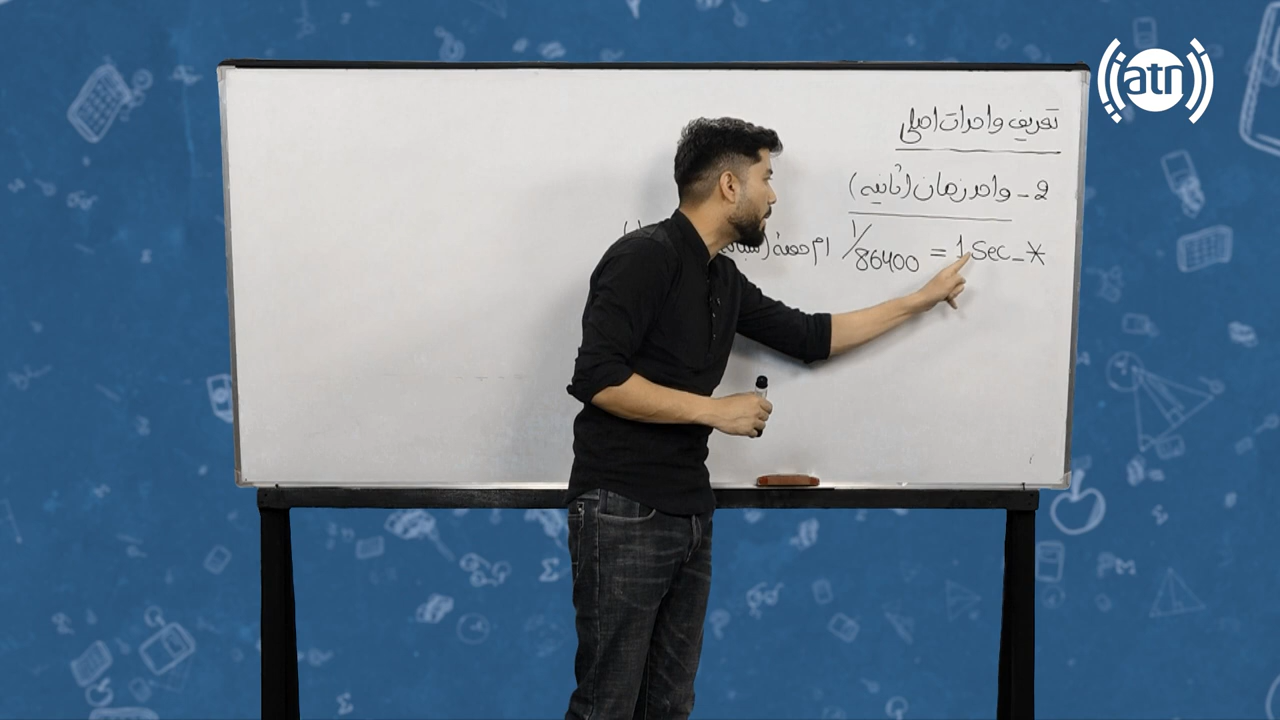 atn
تعریف واحدات اصلی
2 - واحد زمان (ثانیه)
* - 1 Sec = 1/86400 ام حصهٔ